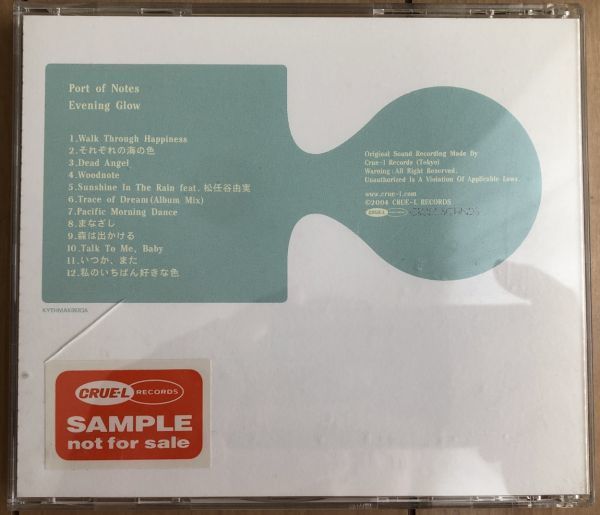 Port of Notes
Evening Glow
1.Walk Through Happiness
2.それぞれの海の色
3.Dead Angel
4.Woodnote
5.Sunshine In The Rain feat. 松任谷由実
6.Trace of Dream(Album Mix)
7.Pacific Morning Dance
8.まなざし
9.霧は出かける
10.Talk To Me, Baby
11.いつか、また
12.私のいちばん好きな色
Original Sound Recording Made By
Crue-l Records (Tokyo)
Warning : All Right Reserved.
Unauthorized Is A Violation Of Applicable Laws.
www.crue-l.com
©2004 CRUE-L RECORDS
CRUE-L
CRUE-L RECORDS
SAMPLE
not for sale